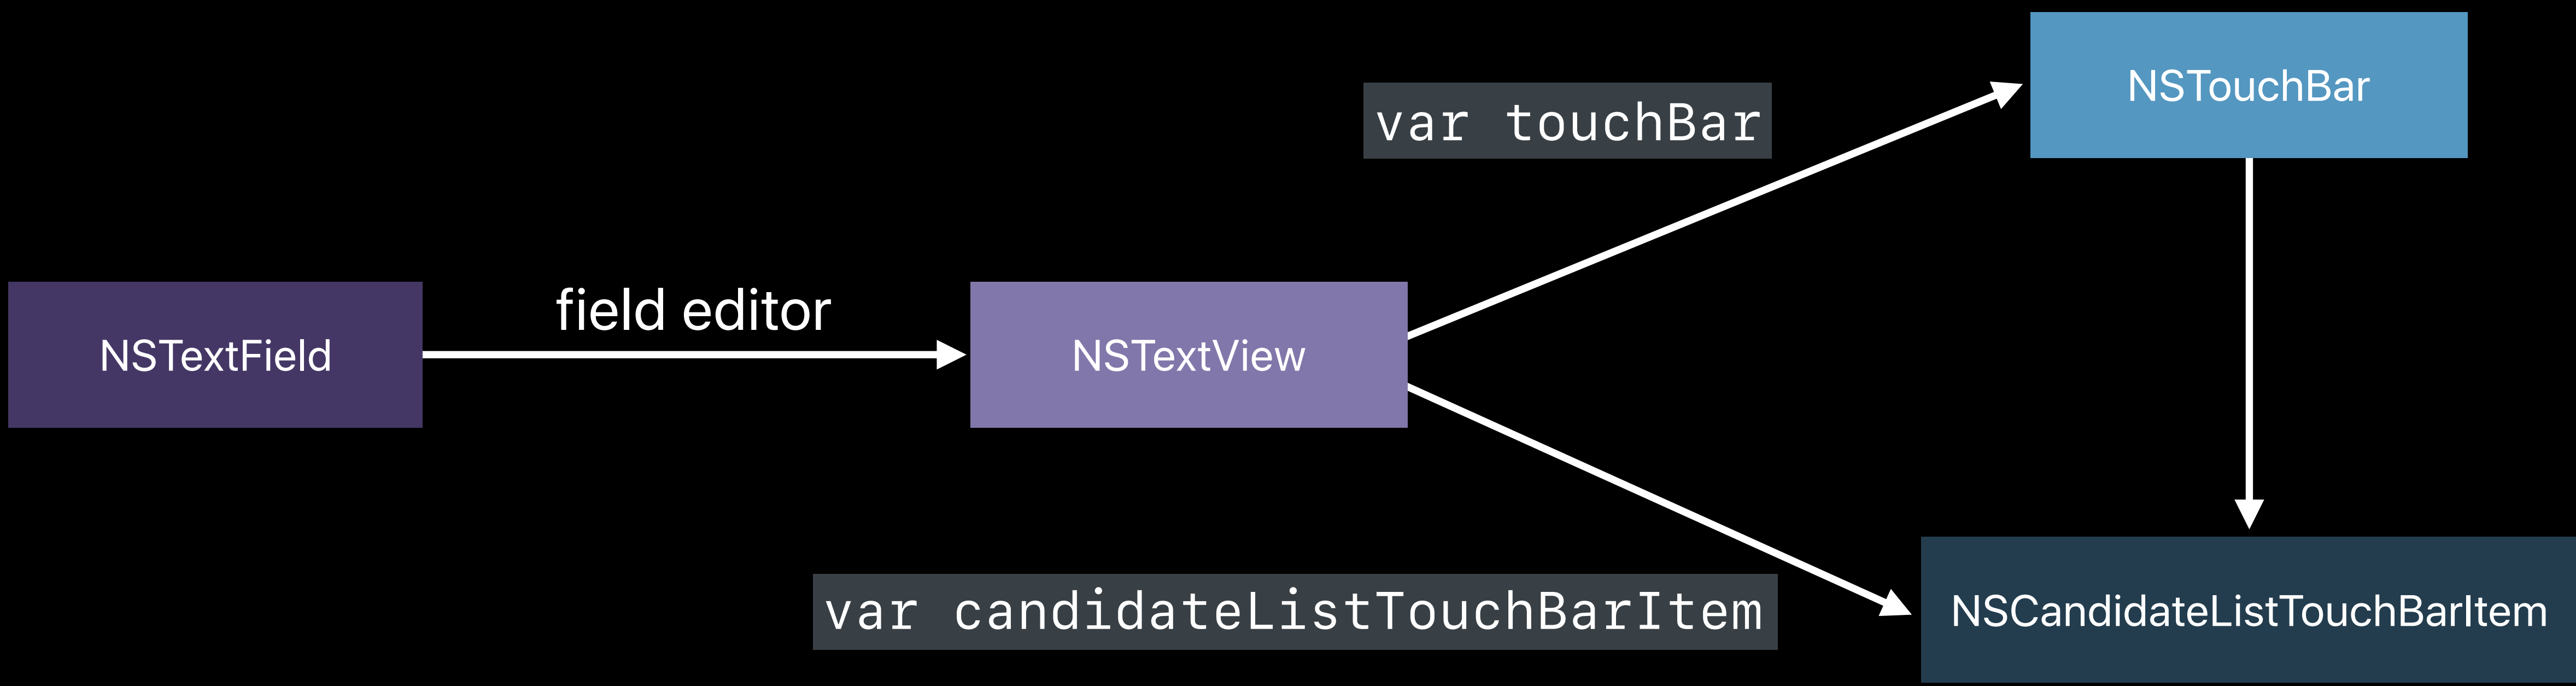 NSTouchBar
var touchBar
field editor
NSTextField
NSTextView
var candidateListTouchBarItem
NSCandidateListTouchBarItem